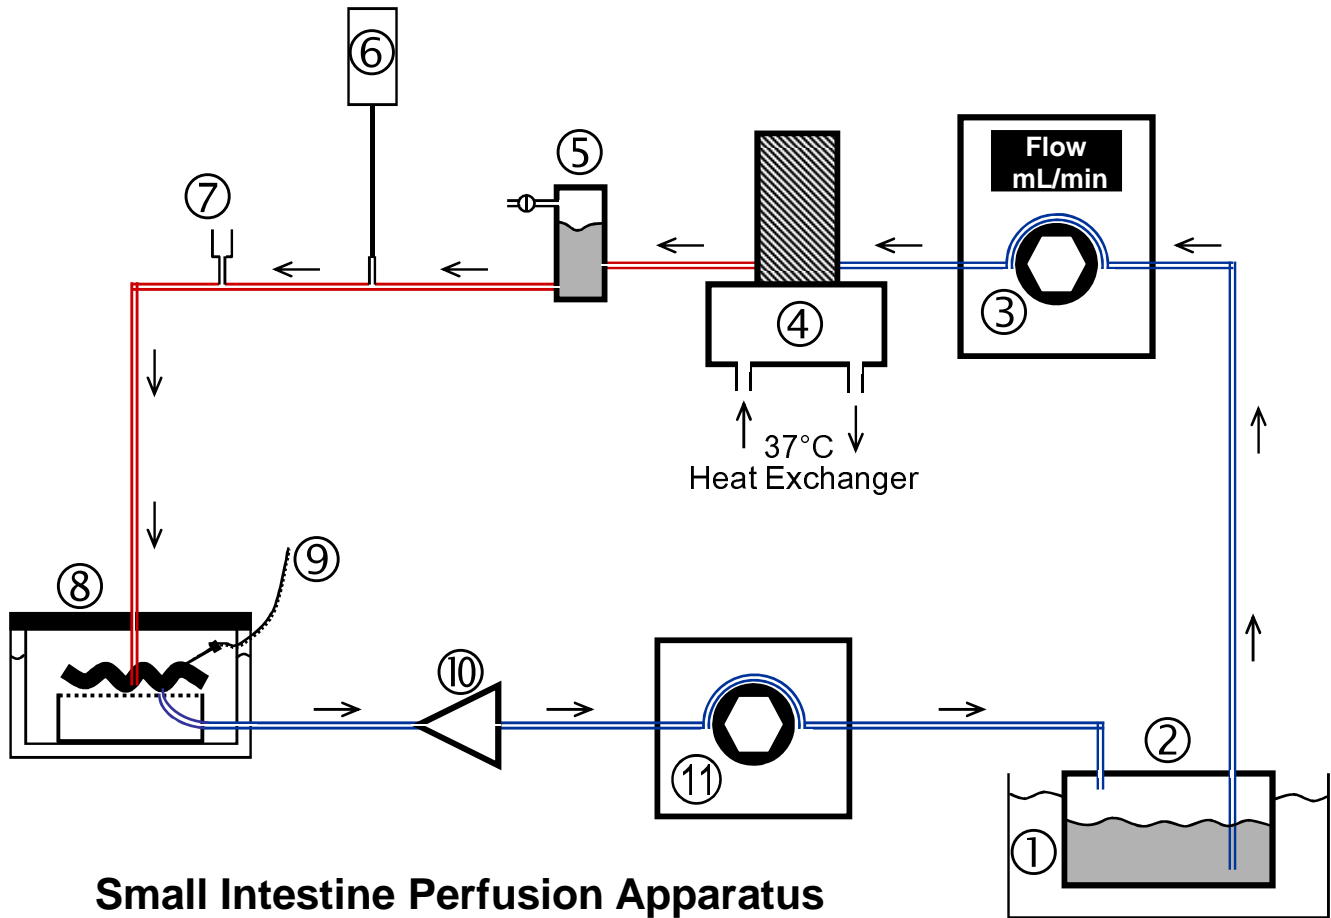 ⑥
⑤
Flow
mL/min
⑦
③
④
37°C
Heat Exchanger
⑧
⑨
⑩
⑪
②
①
Small Intestine Perfusion Apparatus